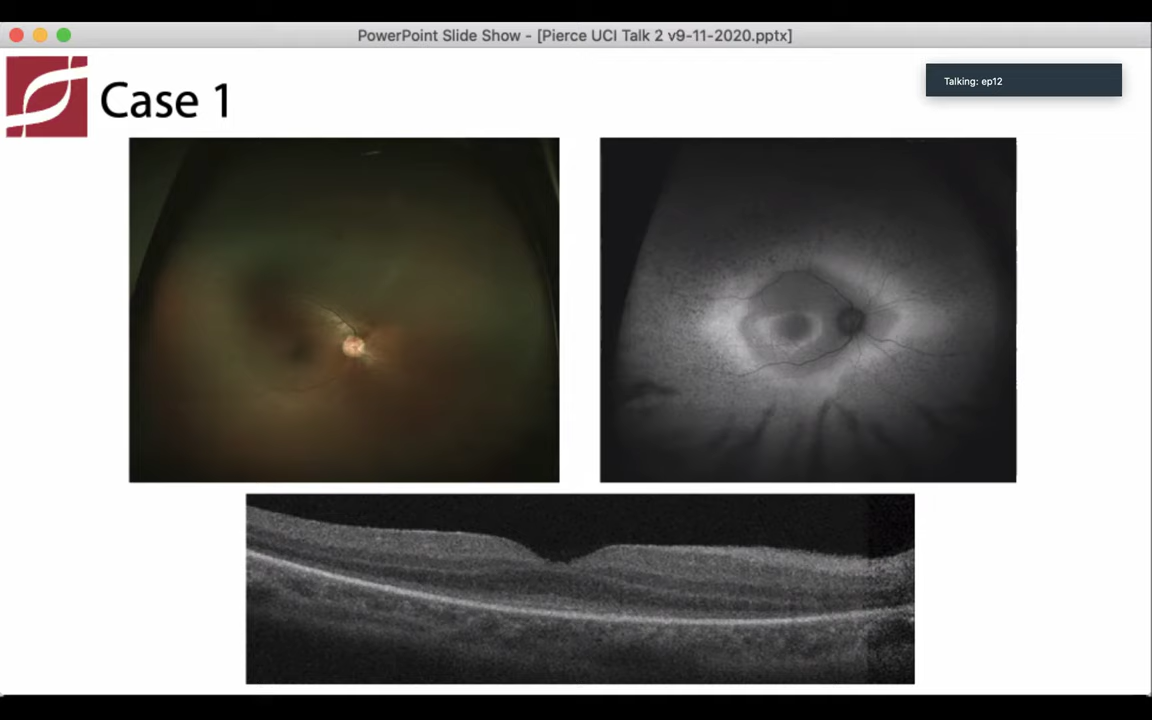 PowerPoint Slide Show - [Pierce UCI Talk 2 v9-11-2020.pptx]
Talking: ep12
Case 1